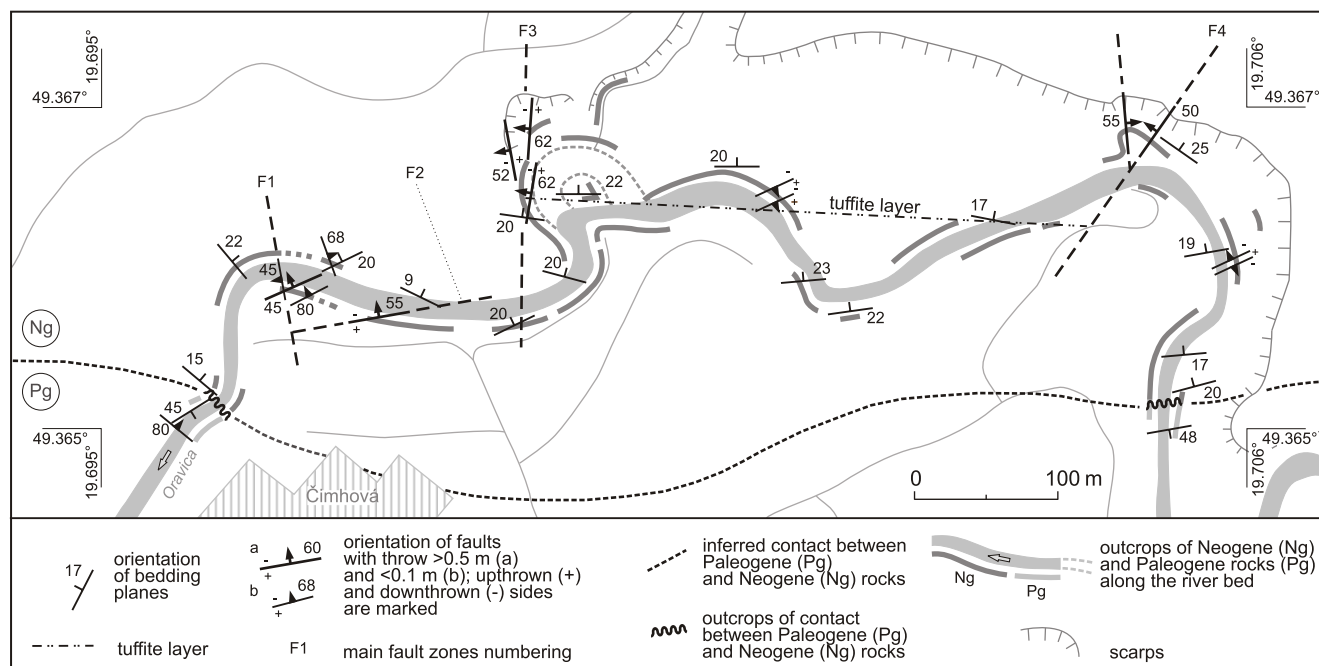 19.695°
49.367°
F3
F4
19.706°
49.367°
- +
62
- +
52
- +
62
22
20
55
50
25
F1
F2
20
- +
- +
tuffite layer
17
22
68
45
20
45
80
9
55
- +
20
20
23
22
19
- +
- +
Ng
Pg
15
45
80
20
17
20
48
49.365°
19.695°
Oravica
Čimhová
0 100 m
49.365°
19.706°
17
orientation
of bedding
planes
tuffite layer
a
- +
60
b
- +
68
orientation of faults
with throw >0.5 m (a)
and <0.1 m (b); upthrown (+)
and downthrown (-) sides
are marked
F1
main fault zones numbering
inferred contact between
Paleogene (Pg)
and Neogene (Ng) rocks
outcrops of contact
between Paleogene (Pg)
and Neogene (Ng) rocks
Ng
Pg
outcrops of Neogene (Ng)
and Paleogene rocks (Pg)
along the river bed
scarps